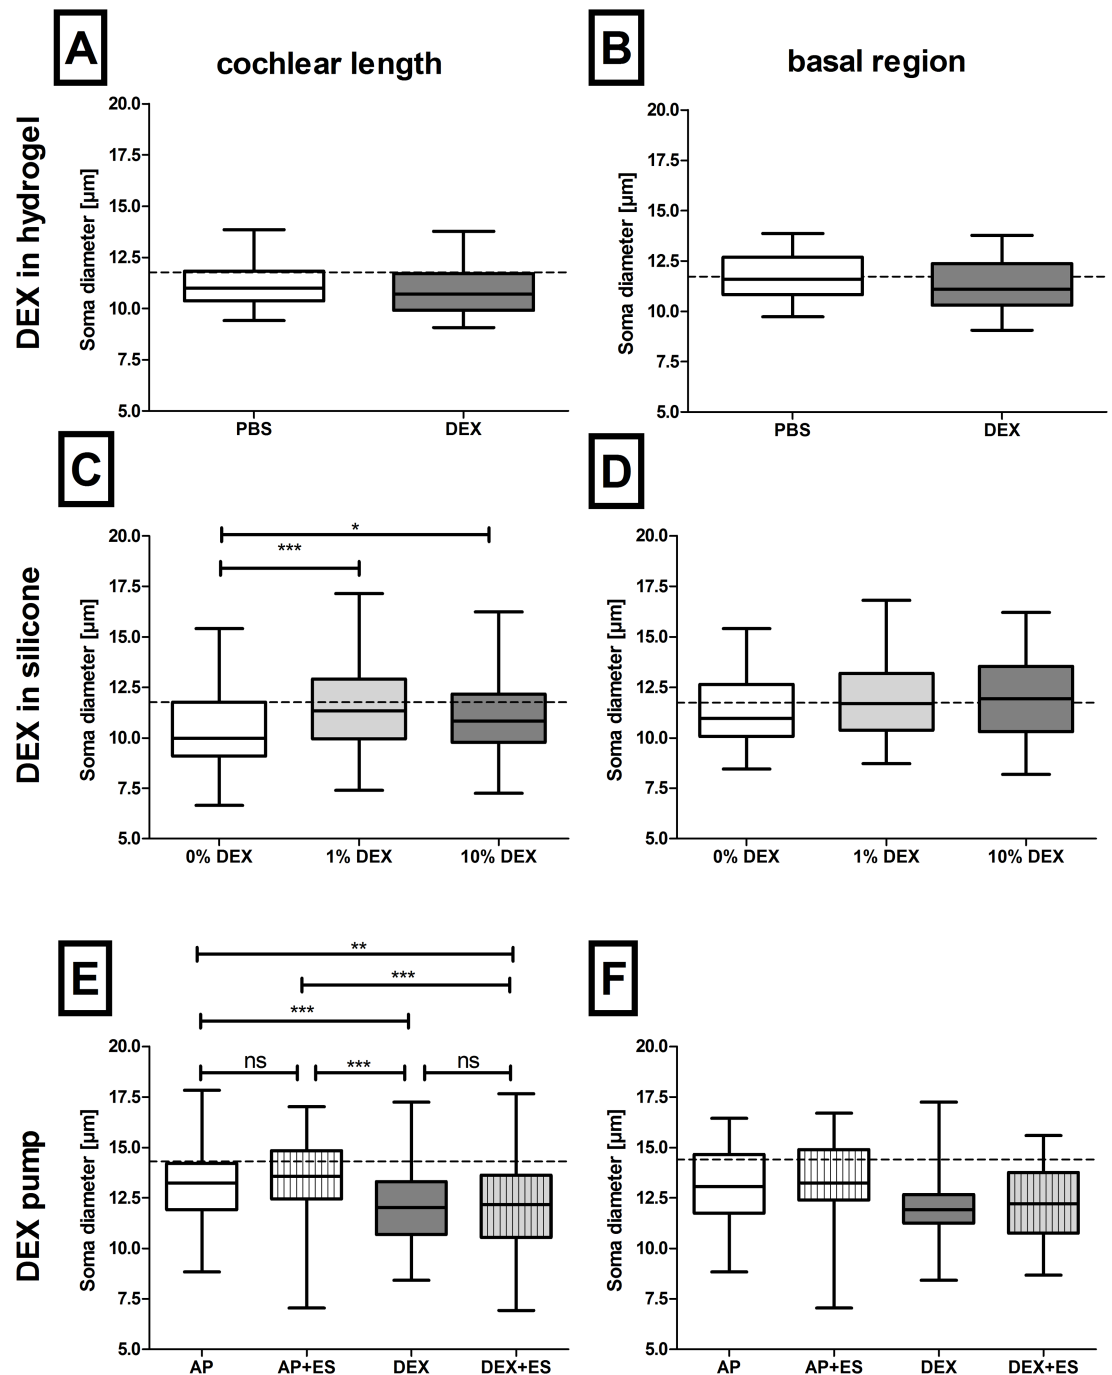 A
cochlear length
B
basal region
DEX in hydrogel
Soma diameter [µm]
20.0
17.5
15.0
12.5
10.0
7.5
5.0
PBS
DEX
Soma diameter [µm]
20.0
17.5
15.0
12.5
10.0
7.5
5.0
PBS
DEX
C
D
DEX in silicone
Soma diameter [µm]
20.0
17.5
15.0
12.5
10.0
7.5
5.0
*
***
0% DEX
1% DEX
10% DEX
Soma diameter [µm]
20.0
17.5
15.0
12.5
10.0
7.5
5.0
0% DEX
1% DEX
10% DEX
E
F
DEX pump
**
***
***
ns
***
ns
Soma diameter [µm]
20.0
17.5
15.0
12.5
10.0
7.5
5.0
AP
AP+ES
DEX
DEX+ES
Soma diameter [µm]
20.0
17.5
15.0
12.5
10.0
7.5
5.0
AP
AP+ES
DEX
DEX+ES